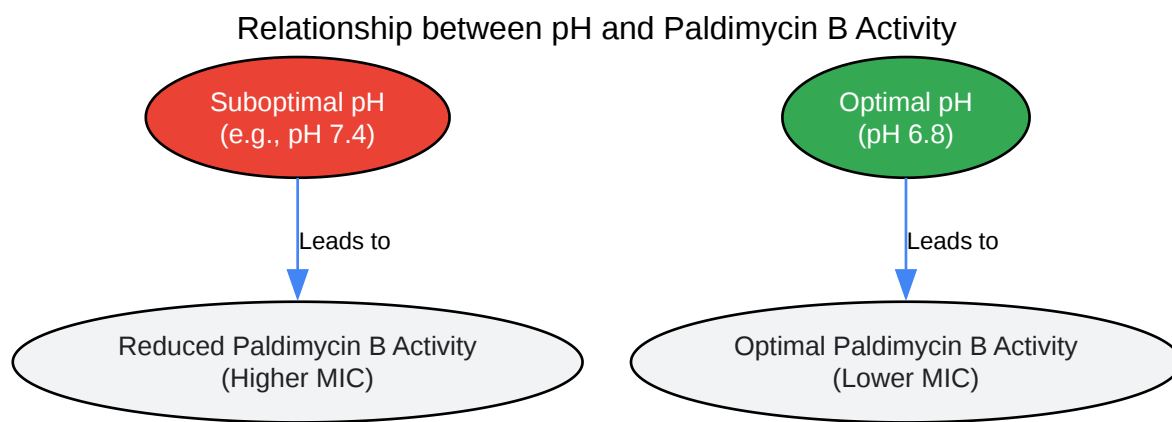 Relationship between pH and Paldimycin B Activity
Suboptimal pH
(e.g., pH 7.4)
Optimal pH
(pH 6.8)
Leads to
Leads to
Reduced Paldimycin B Activity
(Higher MIC)
Optimal Paldimycin B Activity
(Lower MIC)